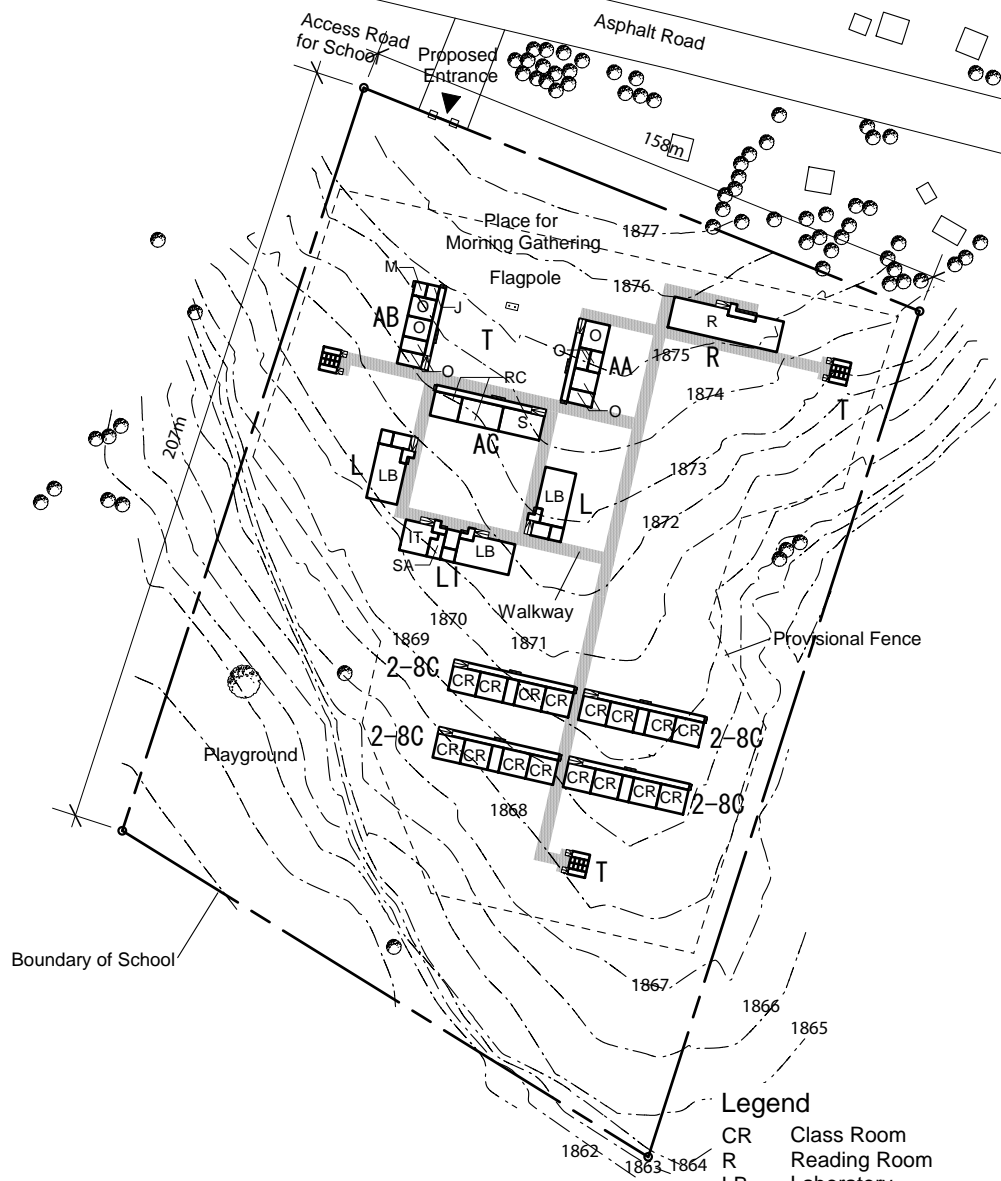 Asphalt Road
Access Road
for School
Proposed
Entrance
158m
Place for
Morning Gathering
1877
Flagpole
1876
M
J
AB
O
O
T
R
O
O
AA
1875
R
O
RC
O
1874
T
S
AC
207m
L
LB
LB
L
1873
1872
IT
LB
SA
LI
Walkway
1870
1869
1871
Provisional Fence
2-8C
CR
CR
CR
CR
CR
CR
CR
CR
2-8C
2-8C
CR
CR
CR
CR
CR
CR
CR
CR
2-8C
Playground
1868
T
Boundary of School
1867
1866
1865
Legend
CR Class Room
R Reading Room
1862
1863
1864
LB Laboratory